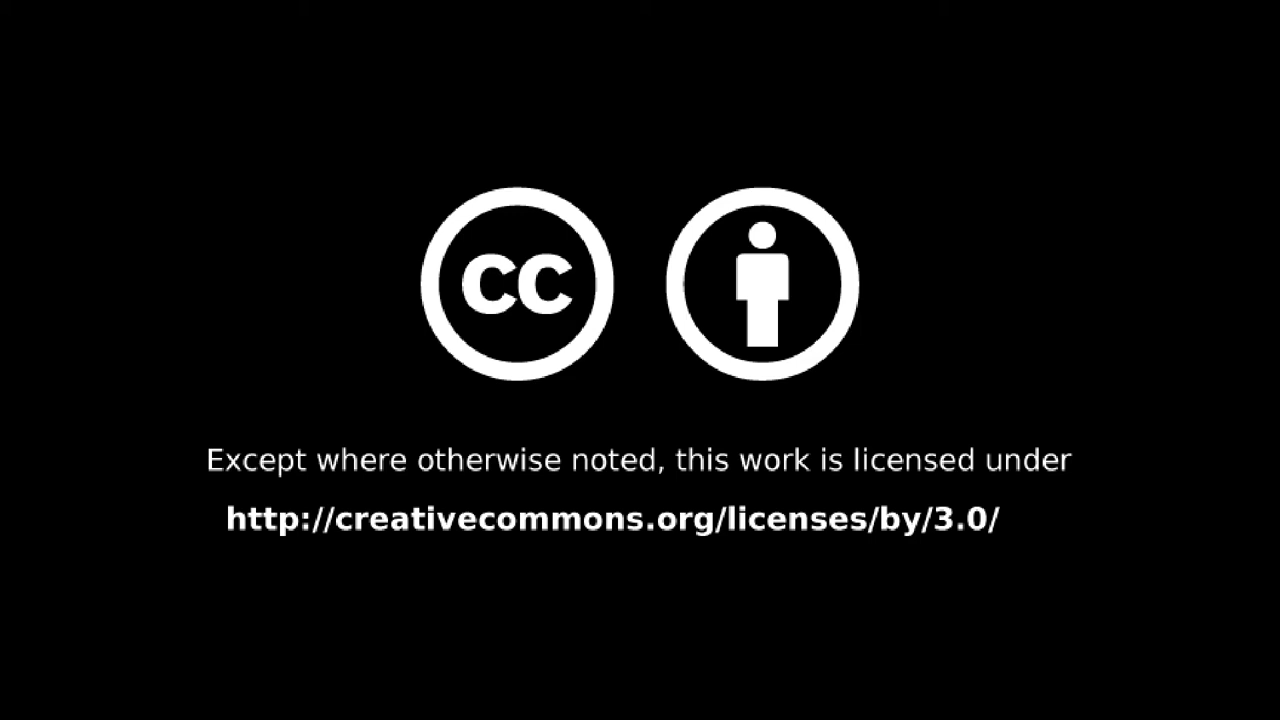 cc
Except where otherwise noted, this work is licensed under
http://creativecommons.org/licenses/by/3.0/